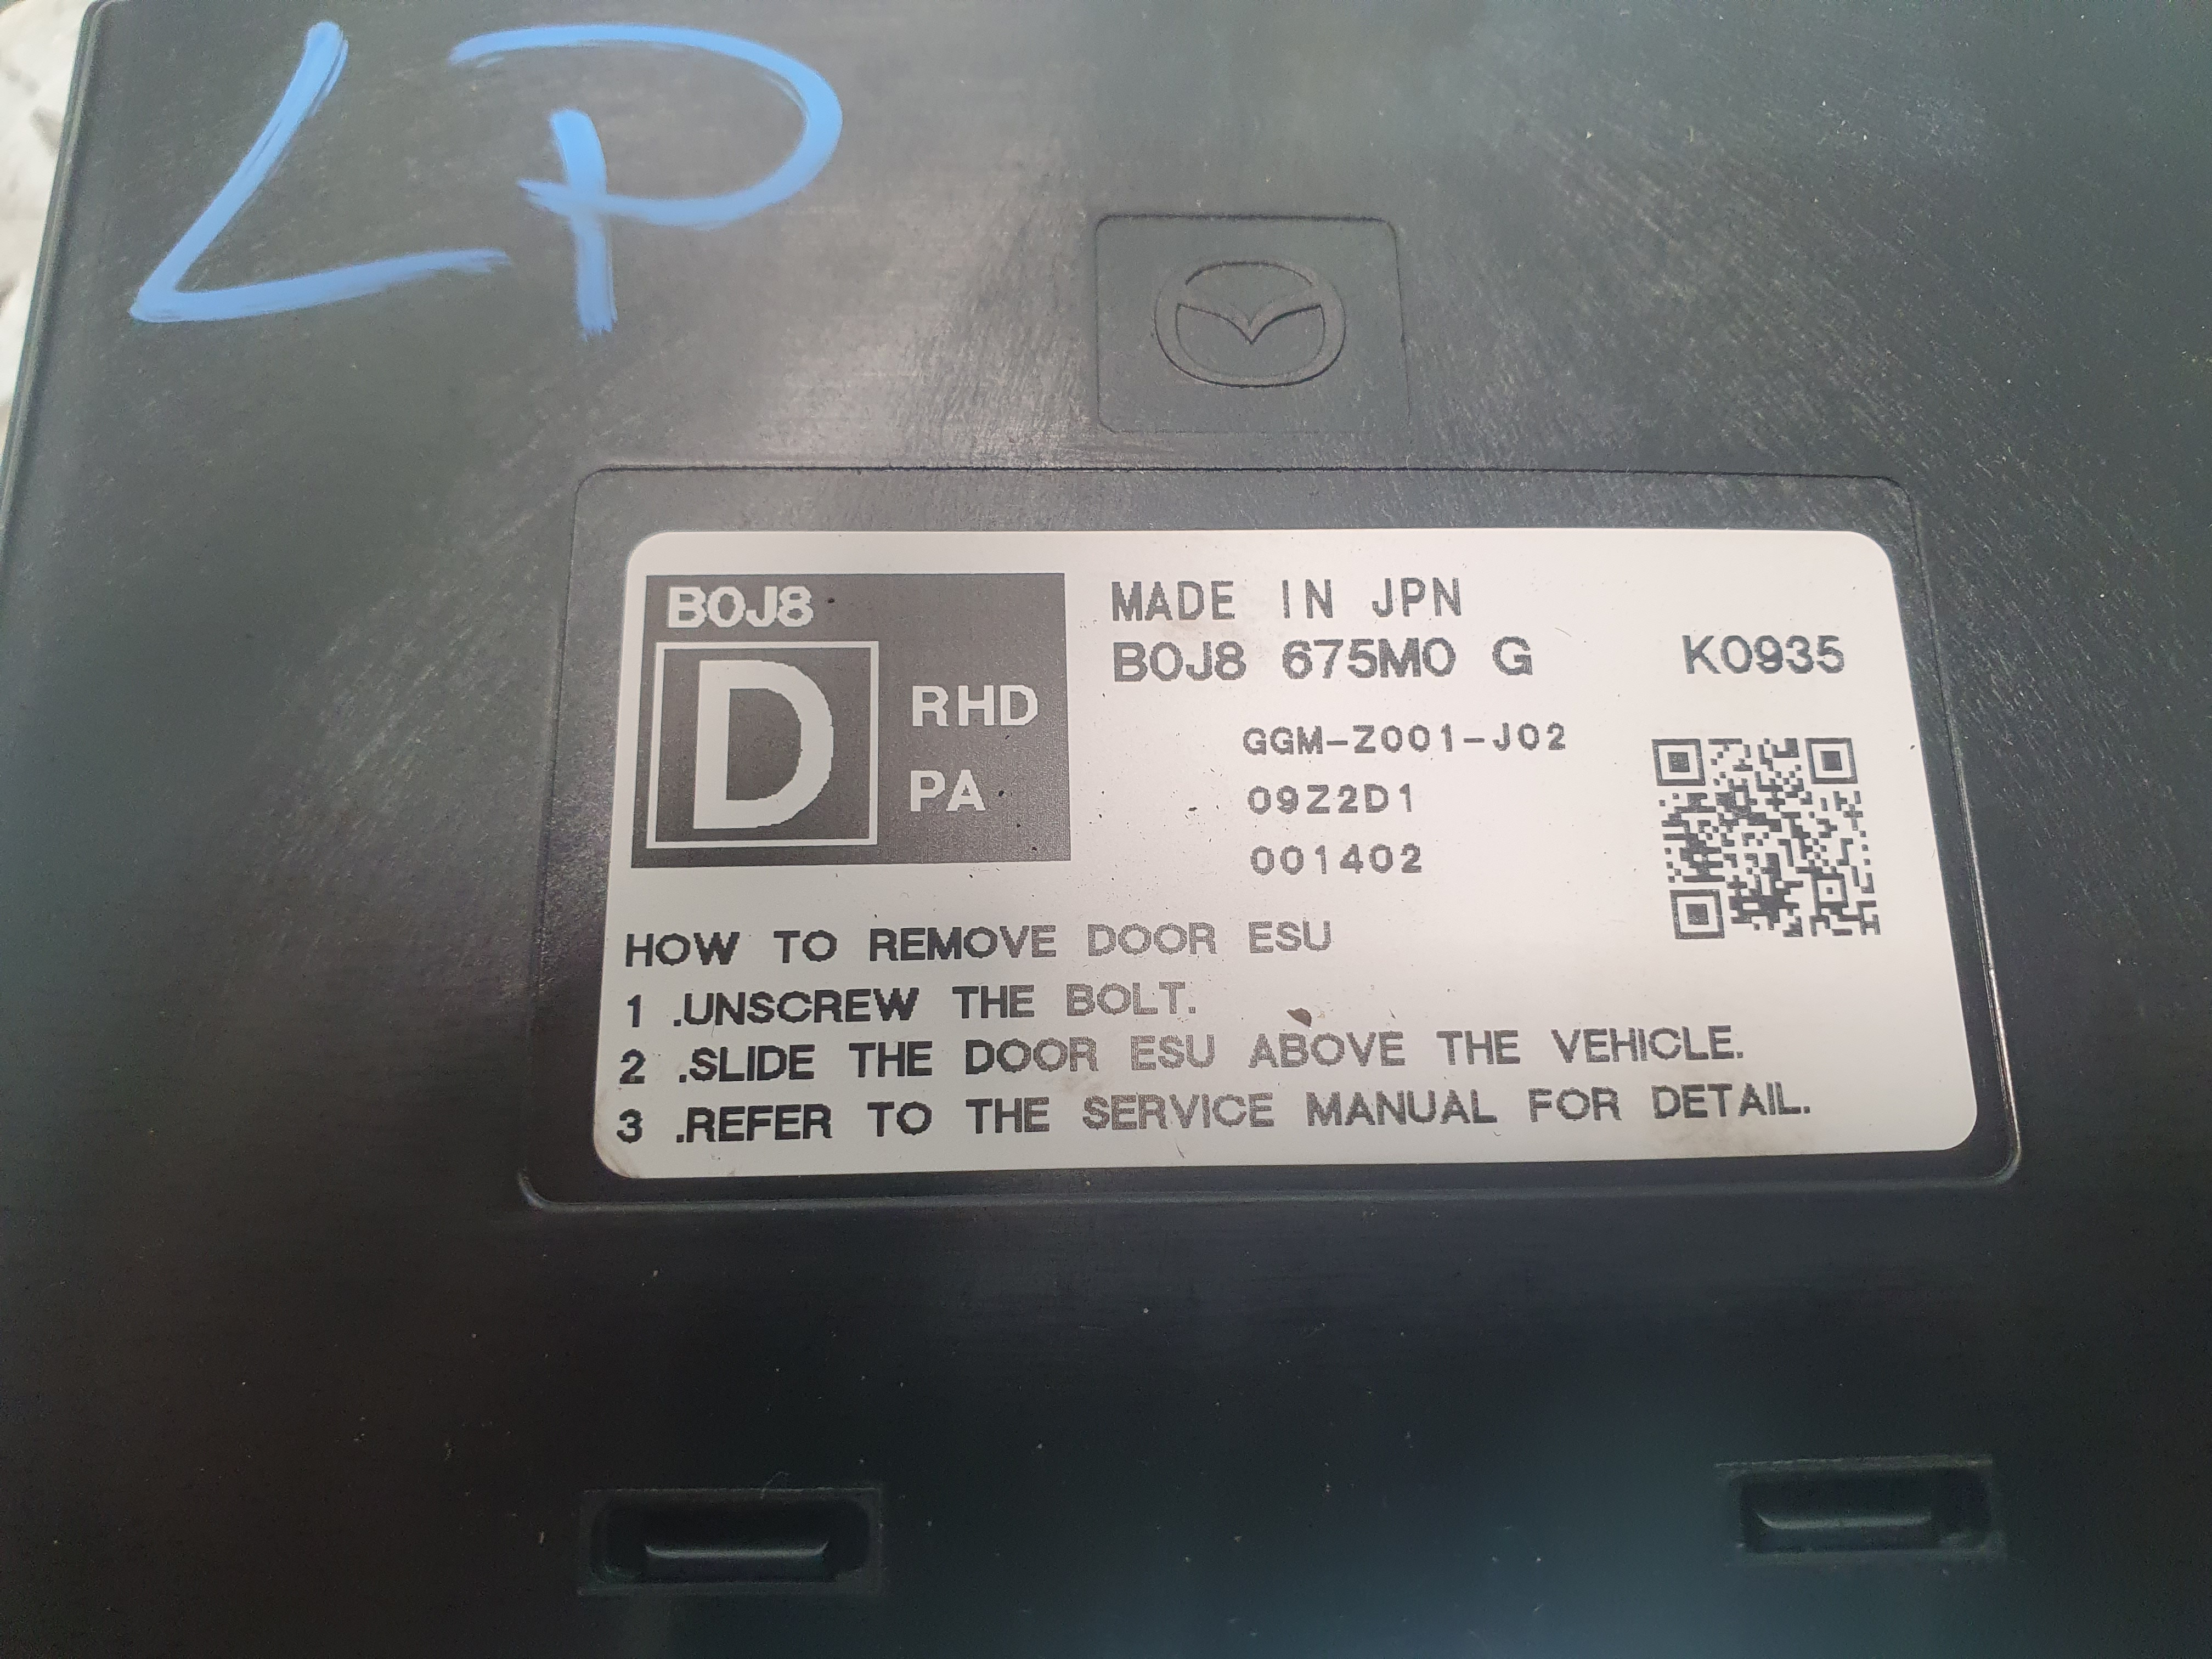 LP
B0J8
D
RHD
PA
MADE IN JPN
B0J8 675M0 G K0935
GGM-Z001-J02
09Z2D1
001402
HOW TO REMOVE DOOR ESU
1 .UNSCREW THE BOLT.
2 .SLIDE THE DOOR ESU ABOVE THE VEHICLE.
3 .REFER TO THE SERVICE MANUAL FOR DETAIL.